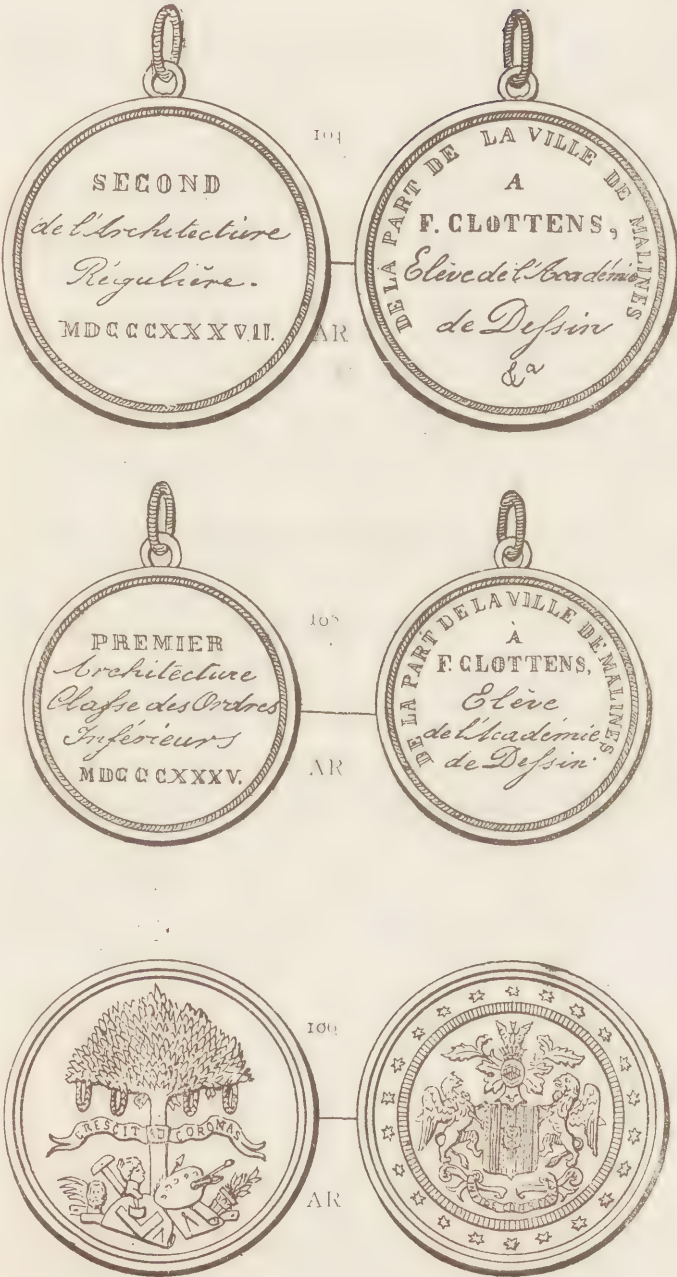 104
SECOND
de l'Architecture
Régulière.
MDCCCXXXVII.
AR
DE LA PART DE LA VILLE DE MALINES
A
F. CLOTTENS,
Elève de l'Académie
de Dessin
&a
105
PREMIER
Architecture
Classe des Ordres
Inférieurs
MDCCCXXXV.
AR
DE LA PART DE LA VILLE DE MALINES
À
F. CLOTTENS,
Elève
de l'Académie
de Dessin
106
CRESCIT AD CORONAS
AR